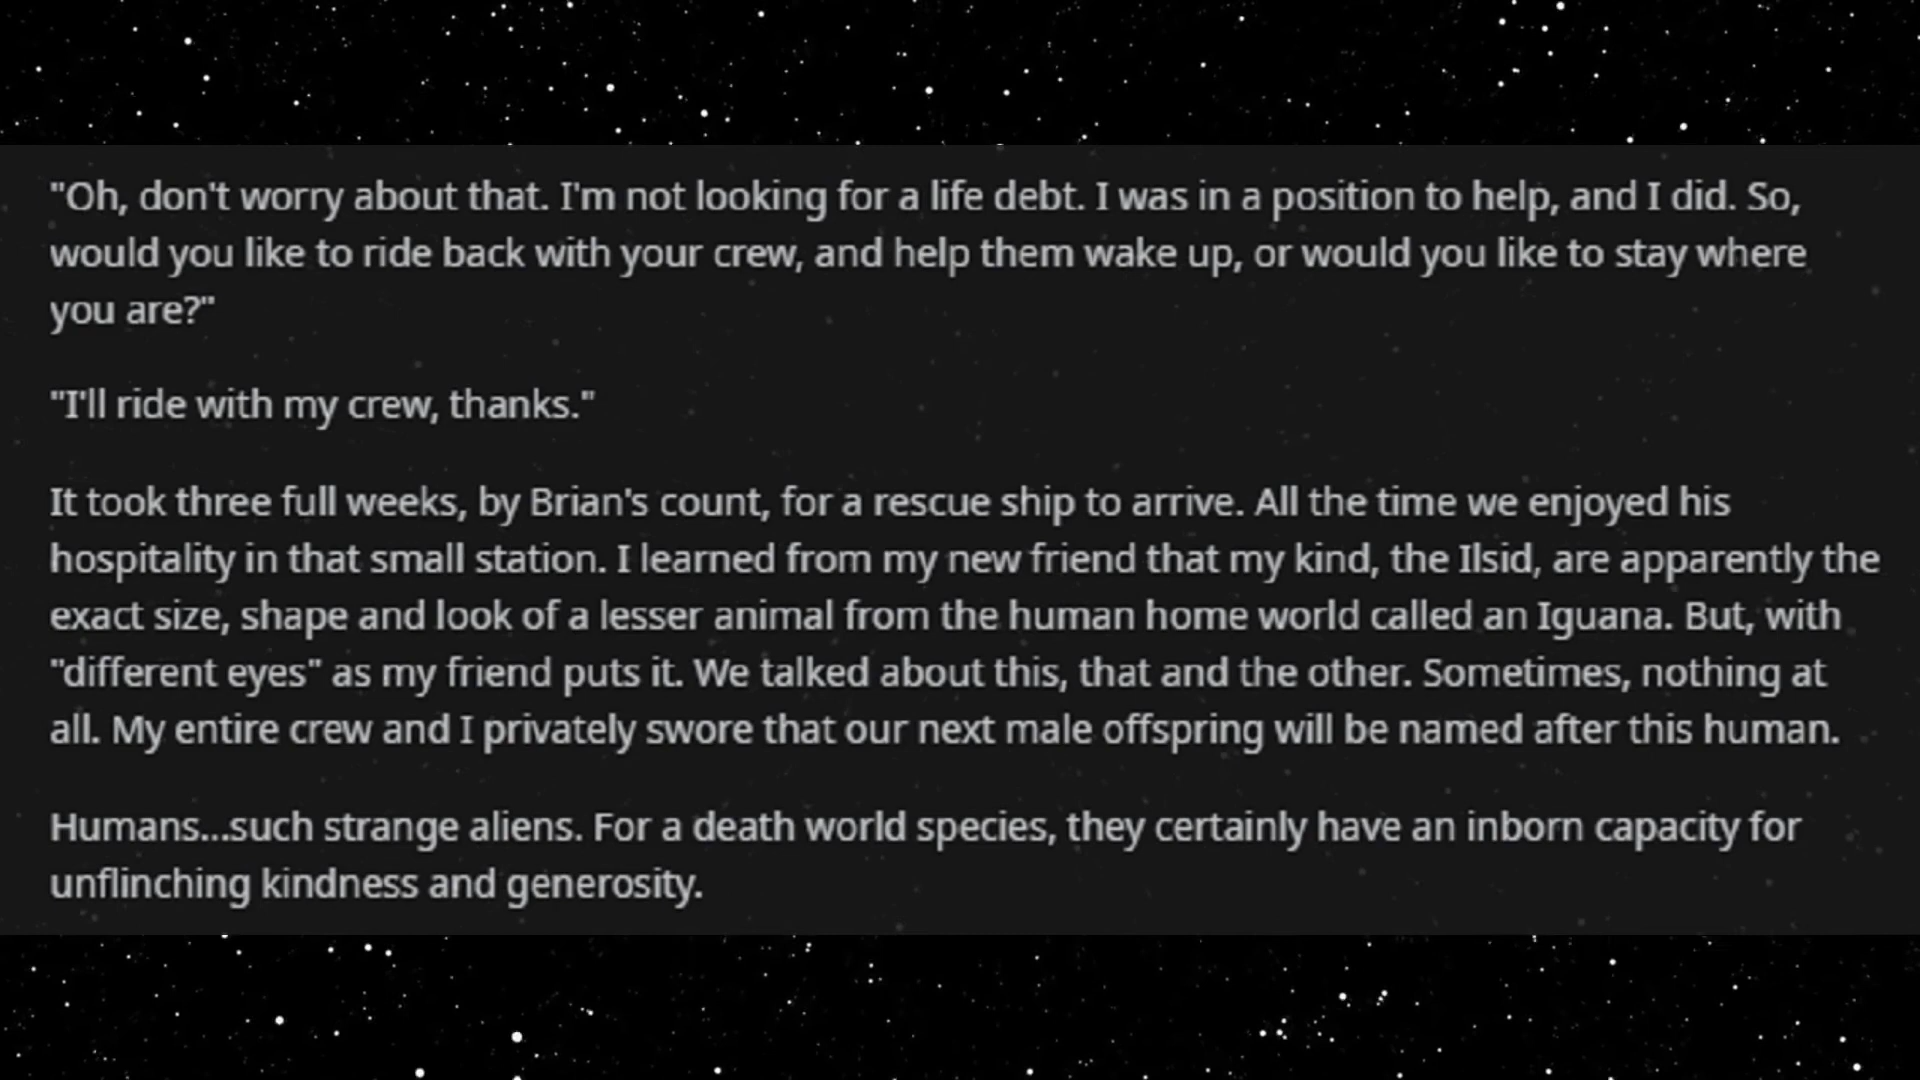 "Oh, don't worry about that. I'm not looking for a life debt. I was in a position to help, and I did. So,
would you like to ride back with your crew, and help them wake up, or would you like to stay where
you are?"
"I'll ride with my crew, thanks."
It took three full weeks, by Brian's count, for a rescue ship to arrive. All the time we enjoyed his
hospitality in that small station. I learned from my new friend that my kind, the Ilsid, are apparently the
exact size, shape and look of a lesser animal from the human home world called an Iguana. But, with
"different eyes" as my friend puts it. We talked about this, that and the other. Sometimes, nothing at
all. My entire crew and I privately swore that our next male offspring will be named after this human.
Humans...such strange aliens. For a death world species, they certainly have an inborn capacity for
unflinching kindness and generosity.